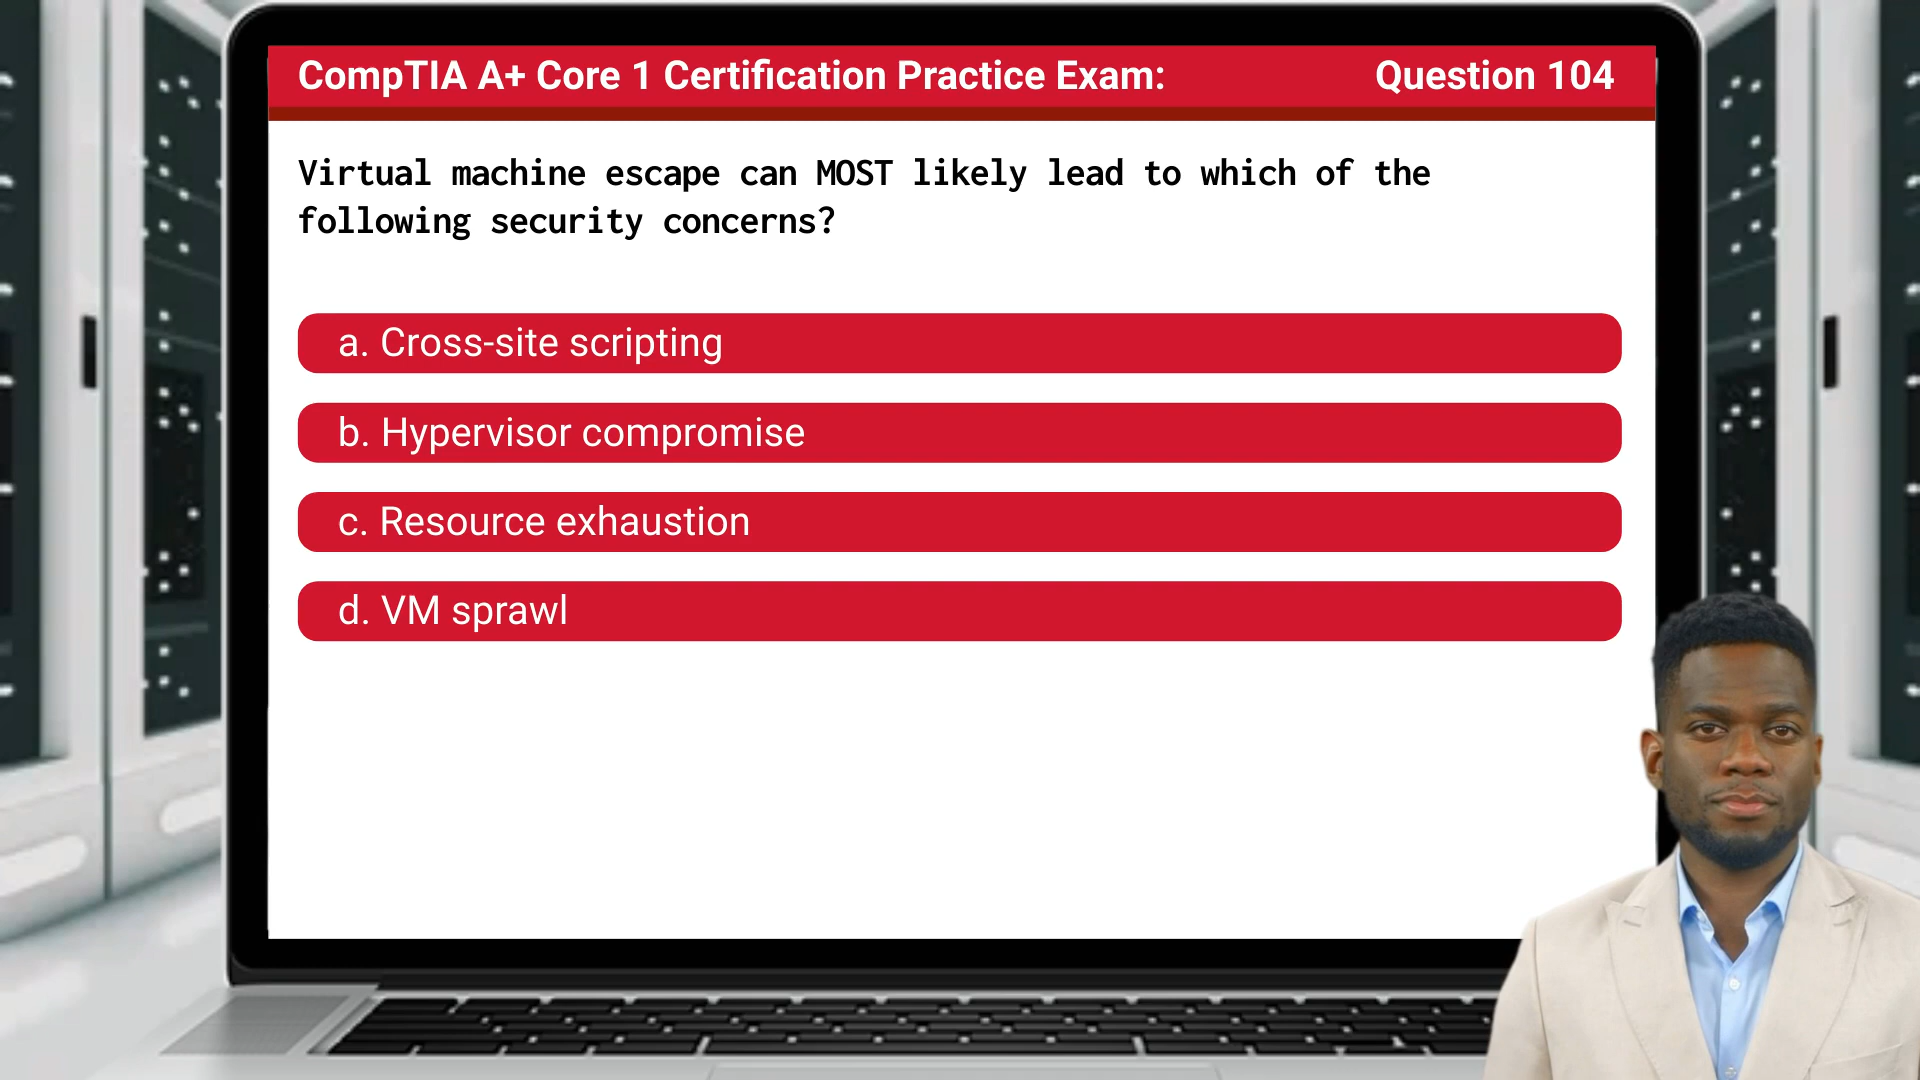 CompTIA A+ Core 1 Certification Practice Exam: Question 104
Virtual machine escape can MOST likely lead to which of the
following security concerns?
a. Cross-site scripting
b. Hypervisor compromise
c. Resource exhaustion
d. VM sprawl